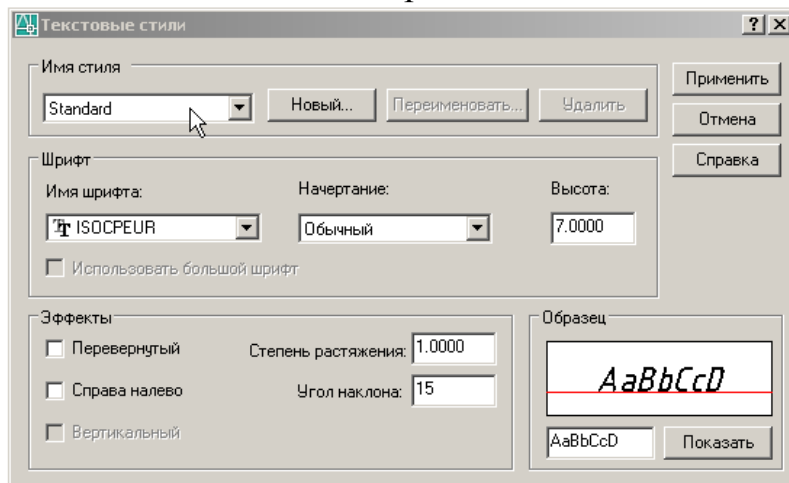 Текстовые стили
Имя стиля
Standard Новый... Переименовать... Удалить
Применить
Отмена
Справка
Шрифт
Имя шрифта: Начертание: Высота:
ISOCPEUR Обычный 7.0000
Использовать большой шрифт
Эффекты
Перевернутый Степень растяжения: 1.0000
Справа налево Угол наклона: 15
Вертикальный
Образец
AaBbCcD
AaBbCcD Показать